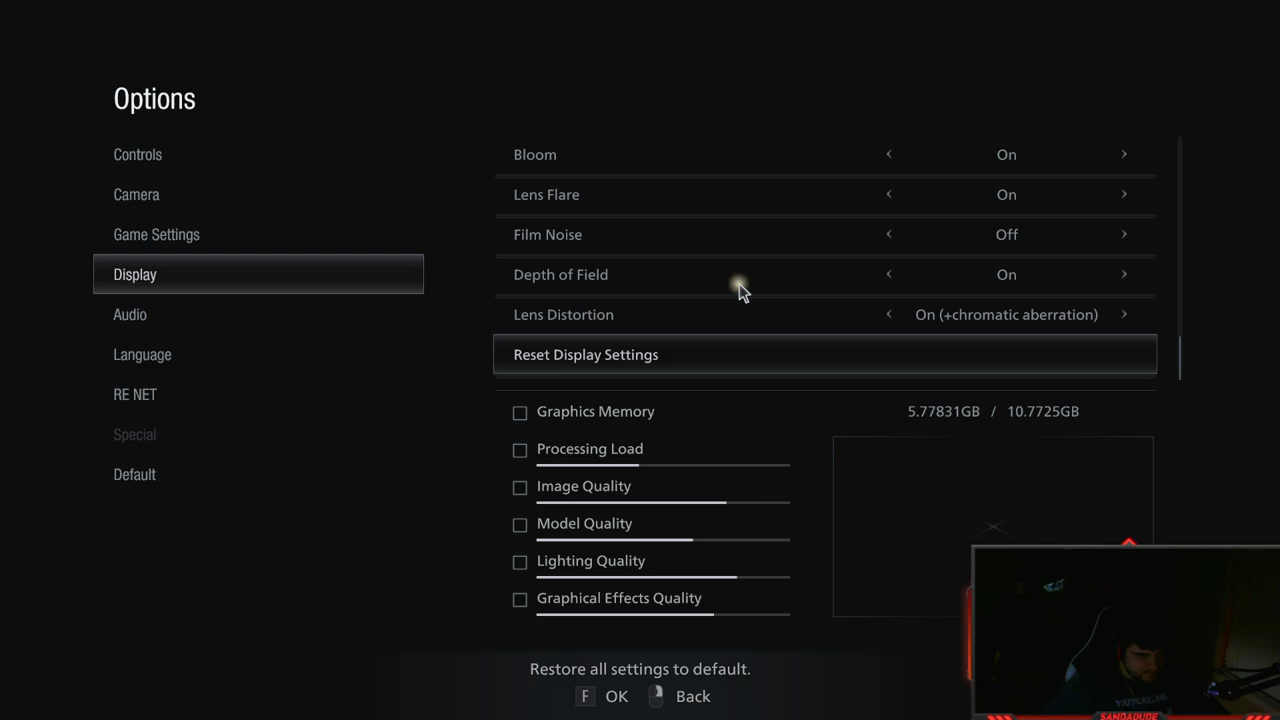 Options
Controls
Camera
Game Settings
Display
Audio
Language
RE NET
Special
Default
Bloom < On >
Lens Flare < On >
Film Noise < Off >
Depth of Field < On >
Lens Distortion < On (+chromatic aberration) >
Reset Display Settings
Graphics Memory 5.77831GB / 10.7725GB
Processing Load
Image Quality
Model Quality
Lighting Quality
Graphical Effects Quality
Restore all settings to default.
F OK Back
SANDADUDE